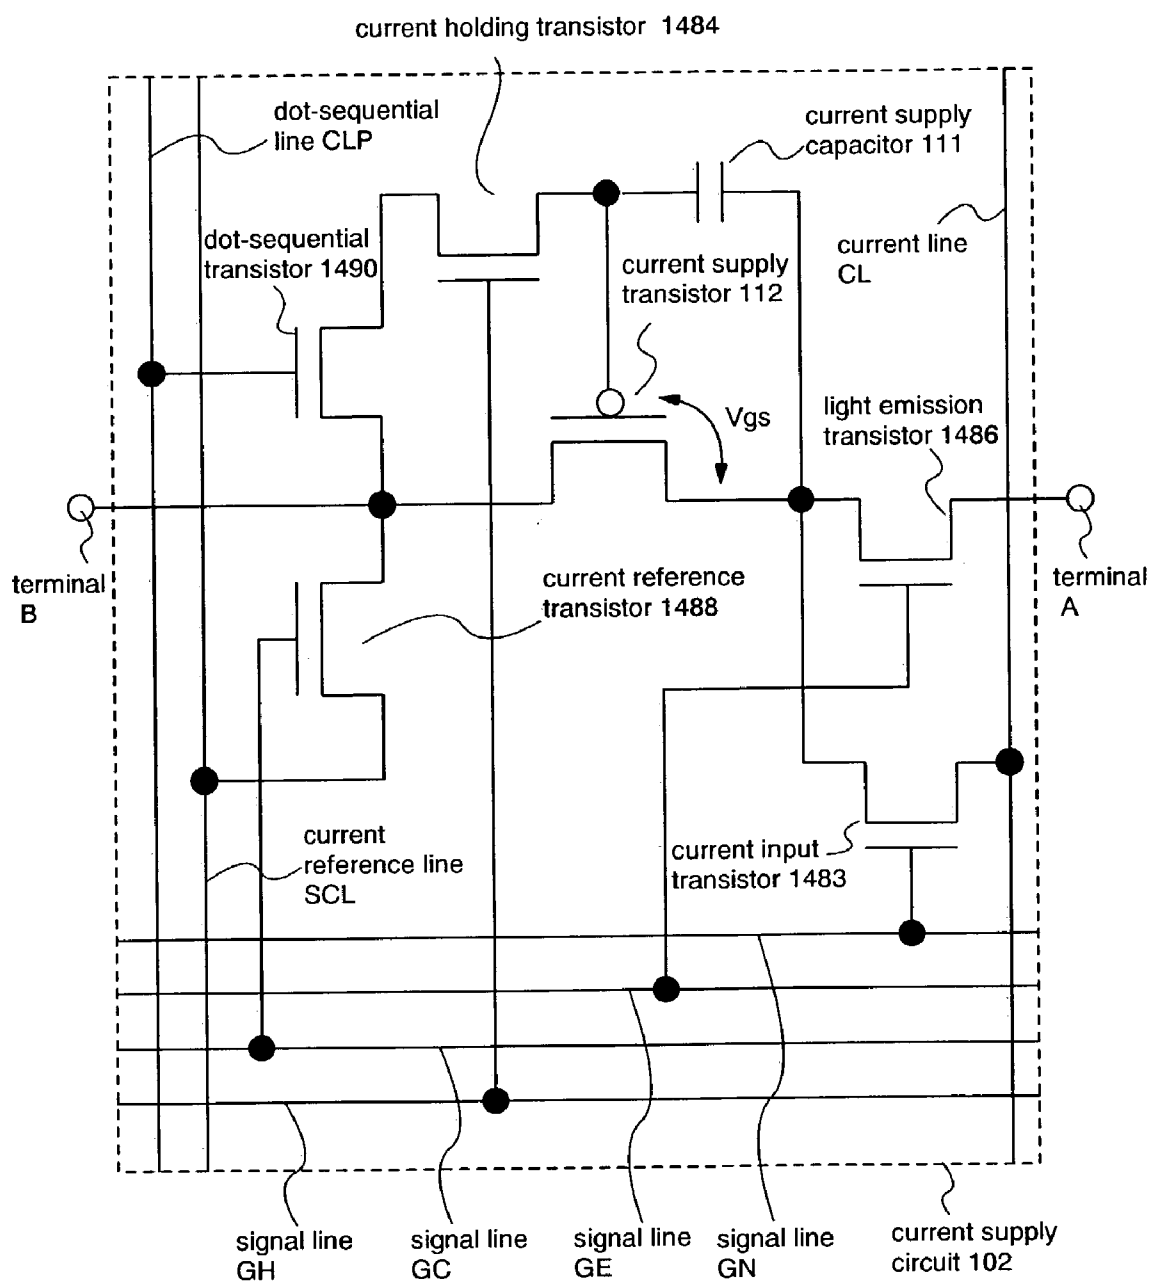 current holding transistor 1484
dot-sequential
line CLP
current supply
capacitor 111
dot-sequential
transistor 1490
current supply
transistor 112
current line
CL
Vgs
light emission
transistor 1486
terminal
B
current reference
transistor 1488
terminal
A
current
reference line
SCL
current input
transistor 1483
signal line
GH
signal line
GC
signal line
GE
signal line
GN
current supply
circuit 102